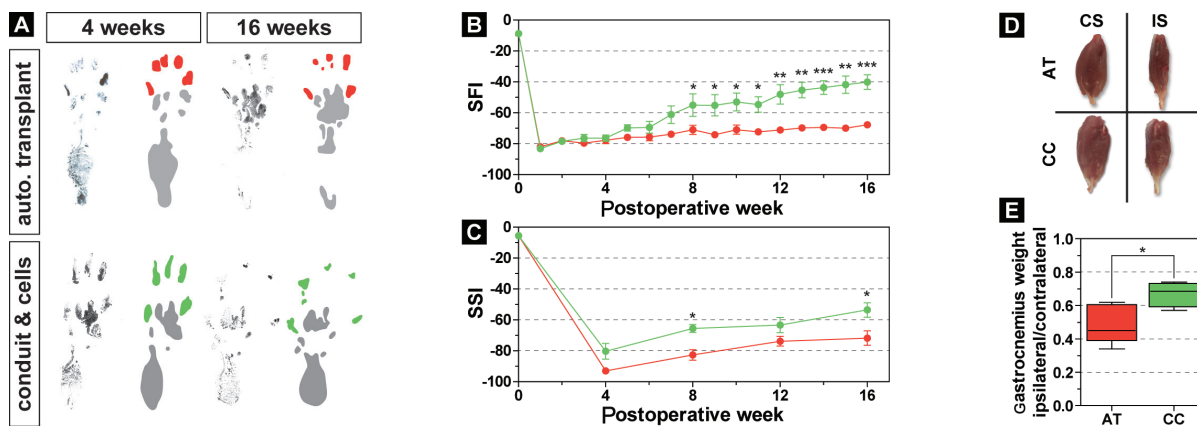 A
4 weeks
16 weeks
auto. transplant
conduit & cells
B
SFI
0
-20
-40
-60
-80
-100
* * * * ** ** *** ** ***
0 4 8 12 16
Postoperative week
C
SSI
0
-20
-40
-60
-80
-100
* *
0 4 8 12 16
Postoperative week
D
CS IS
AT
CC
E
Gastrocnemius weight
ipsilateral/contralateral
1.0
0.8
0.6
0.4
0.2
0.0
*
AT CC